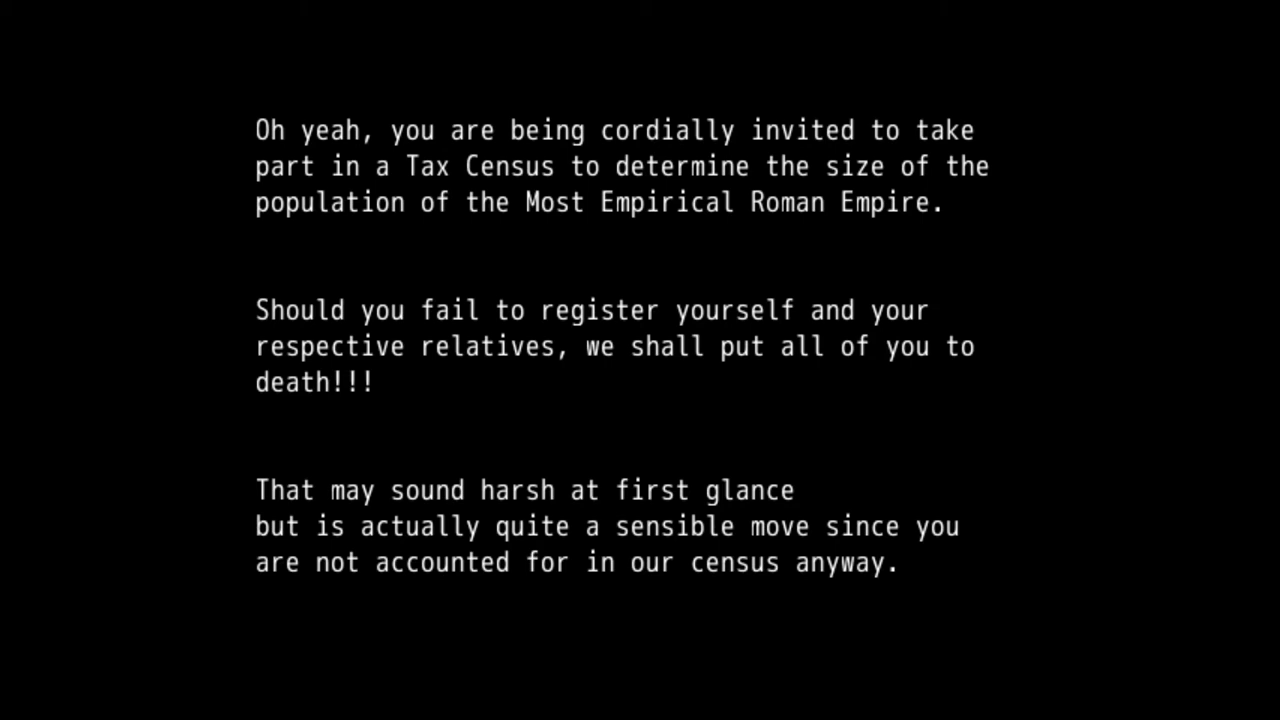 Oh yeah, you are being cordially invited to take
part in a Tax Census to determine the size of the
population of the Most Empirical Roman Empire.
Should you fail to register yourself and your
respective relatives, we shall put all of you to
death!!!
That may sound harsh at first glance
but is actually quite a sensible move since you
are not accounted for in our census anyway.